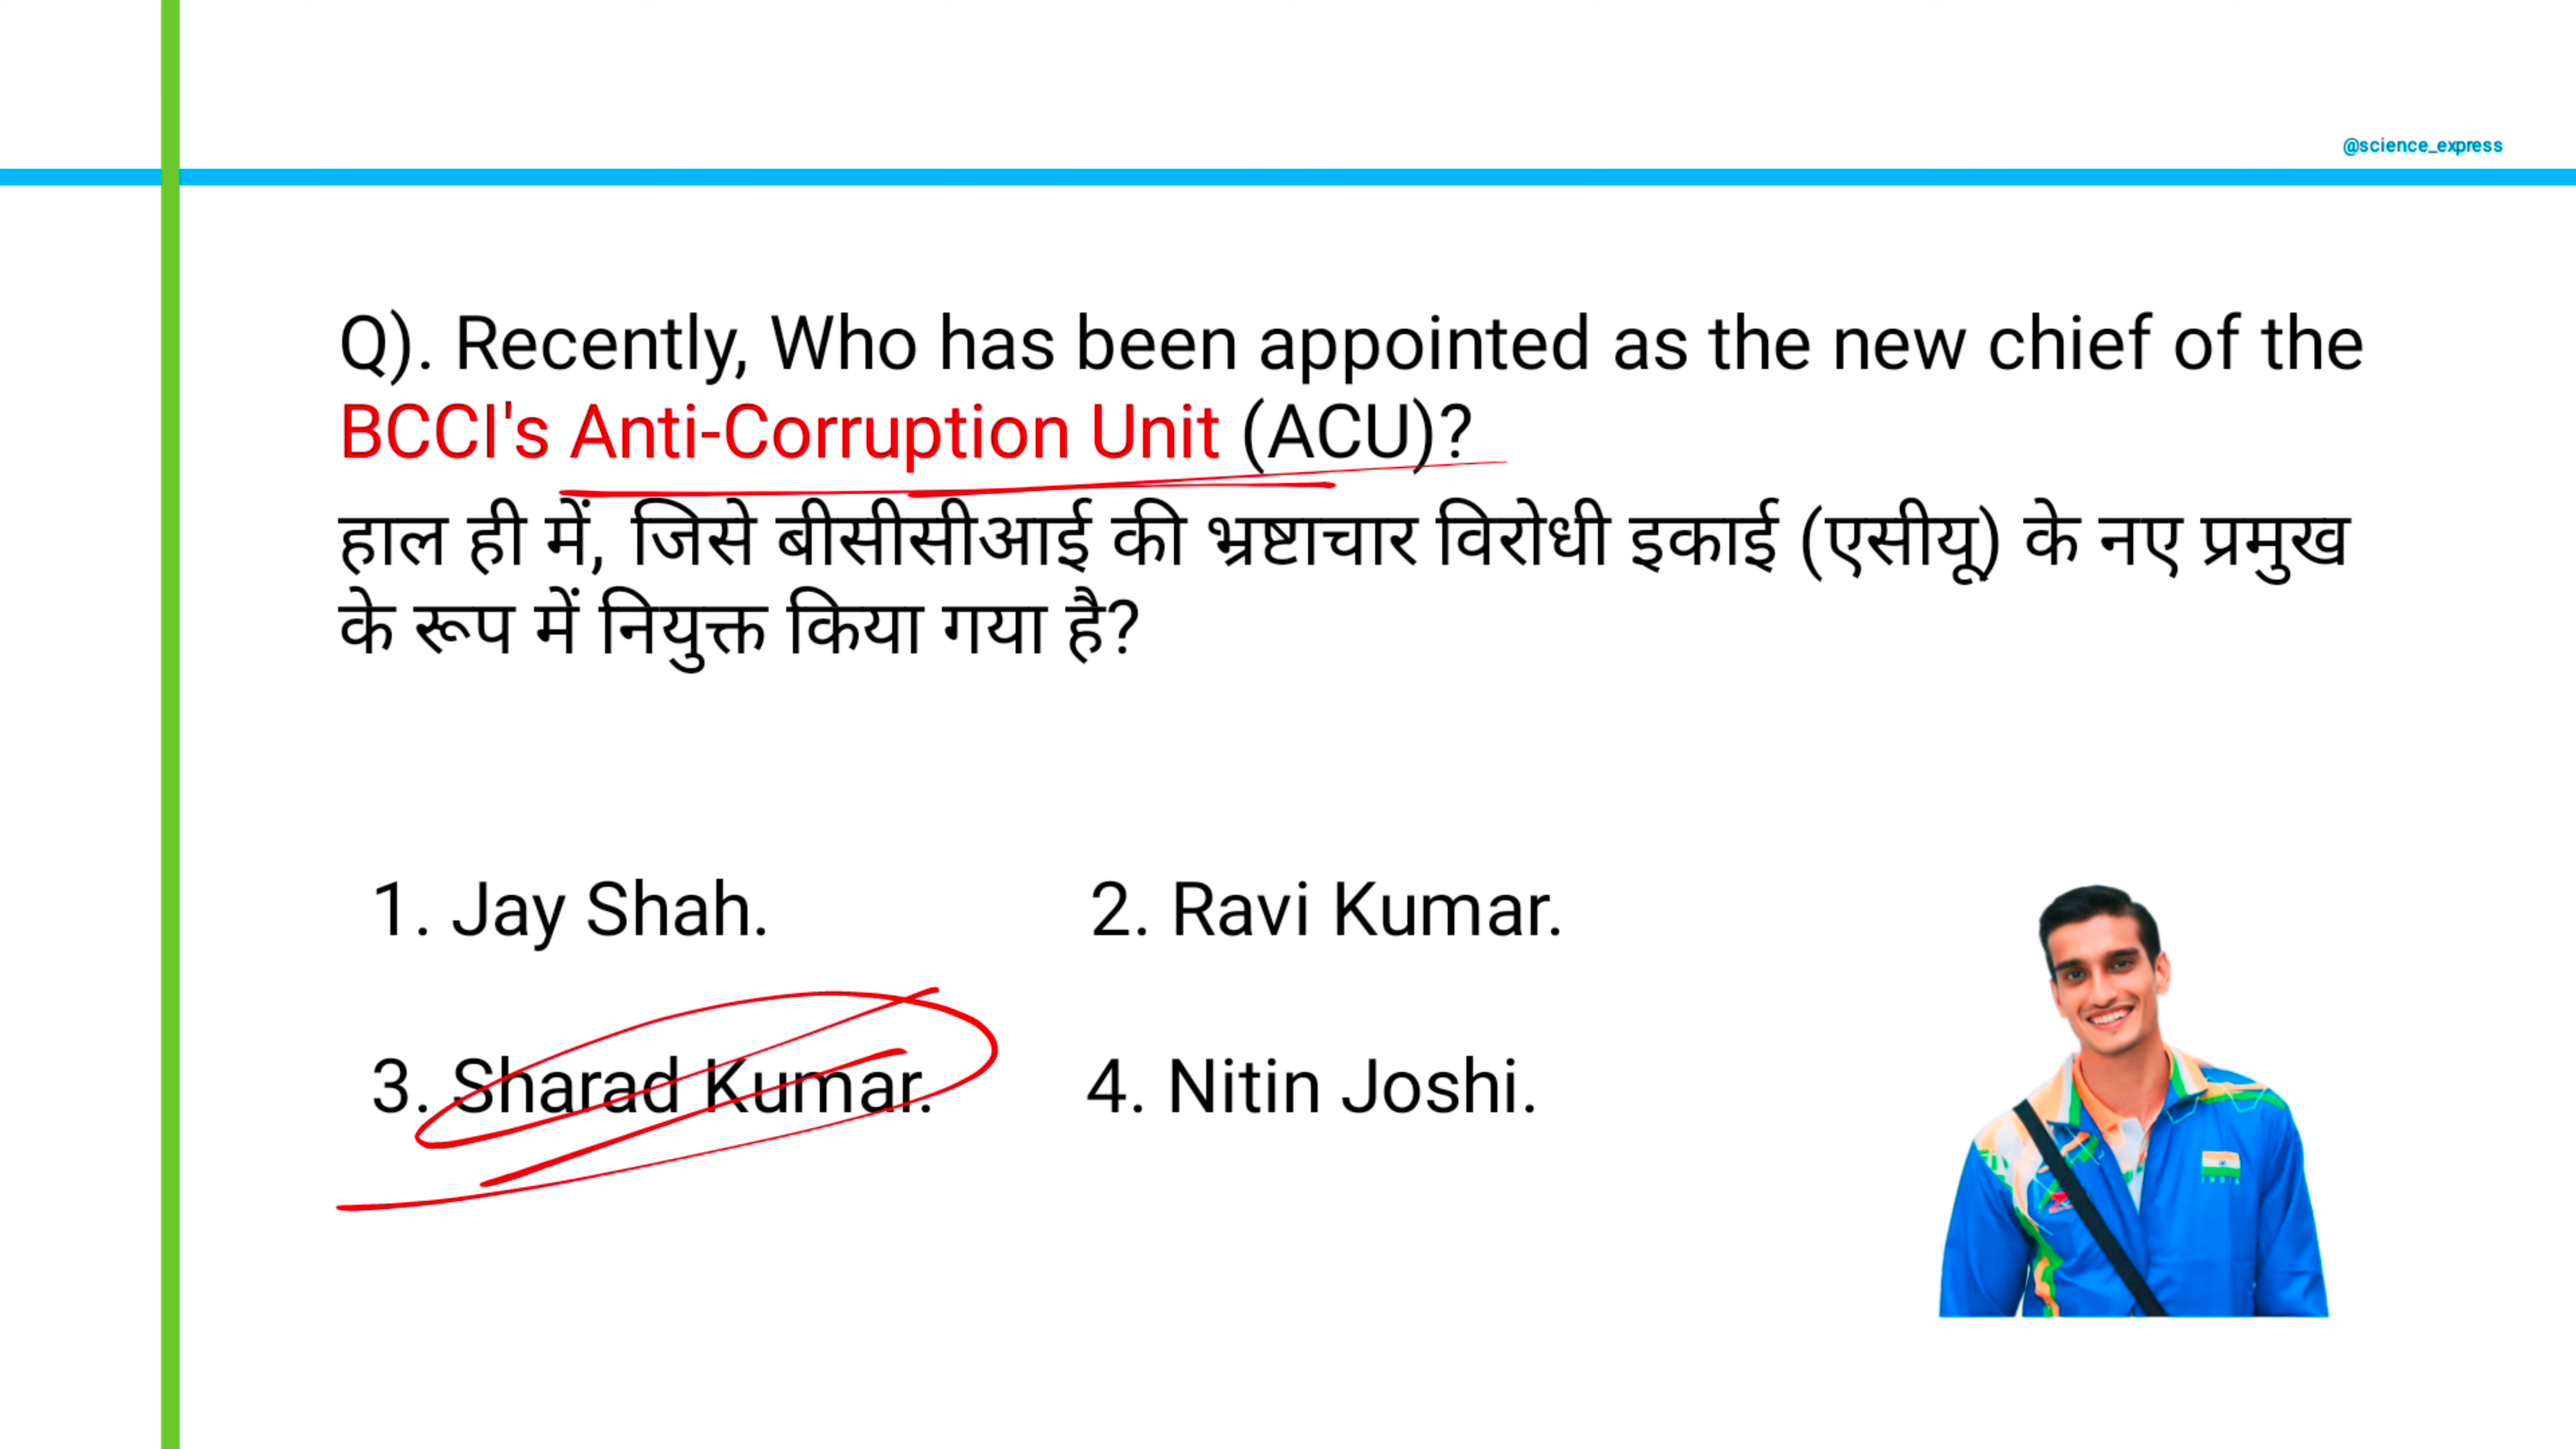 @science_express
Q). Recently, Who has been appointed as the new chief of the
BCCI's Anti-Corruption Unit (ACU)?
हाल ही में, जिसे बीसीसीआई की भ्रष्टाचार विरोधी इकाई (एसीयू) के नए प्रमुख
के रूप में नियुक्त किया गया है?
1. Jay Shah.
2. Ravi Kumar.
3. Sharad Kumar.
4. Nitin Joshi.
INDIA